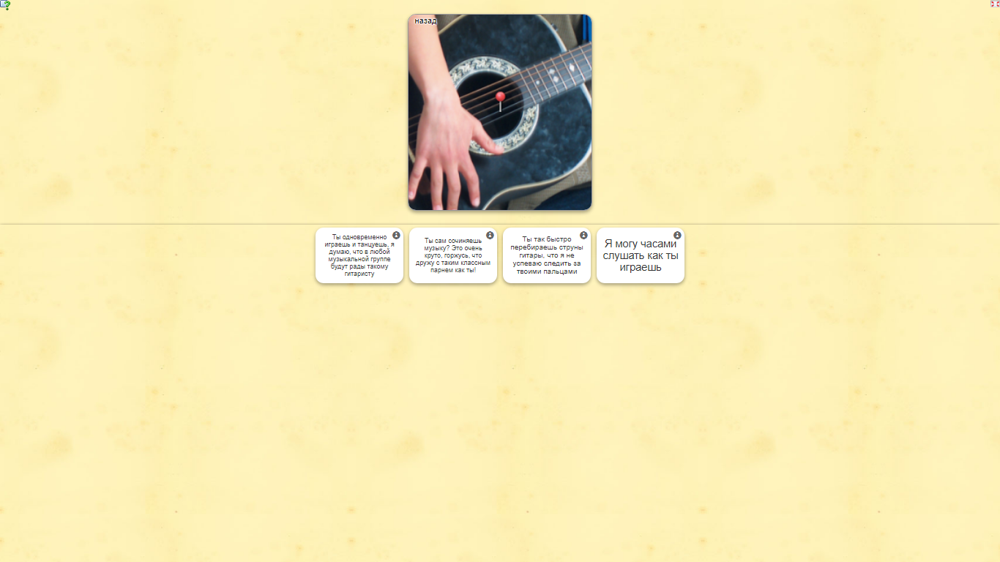 назад
Ты одновременно
играешь и танцуешь, я
думаю, что в любой
музыкальной группе
будут рады такому
гитаристу
Ты сам сочиняешь
музыку? Это очень
круто, горжусь, что
дружу с таким классным
парнем как ты!
Ты так быстро
перебираешь струны
гитары, что я не
успеваю следить за
твоими пальцами
Я могу часами
слушать как ты
играешь